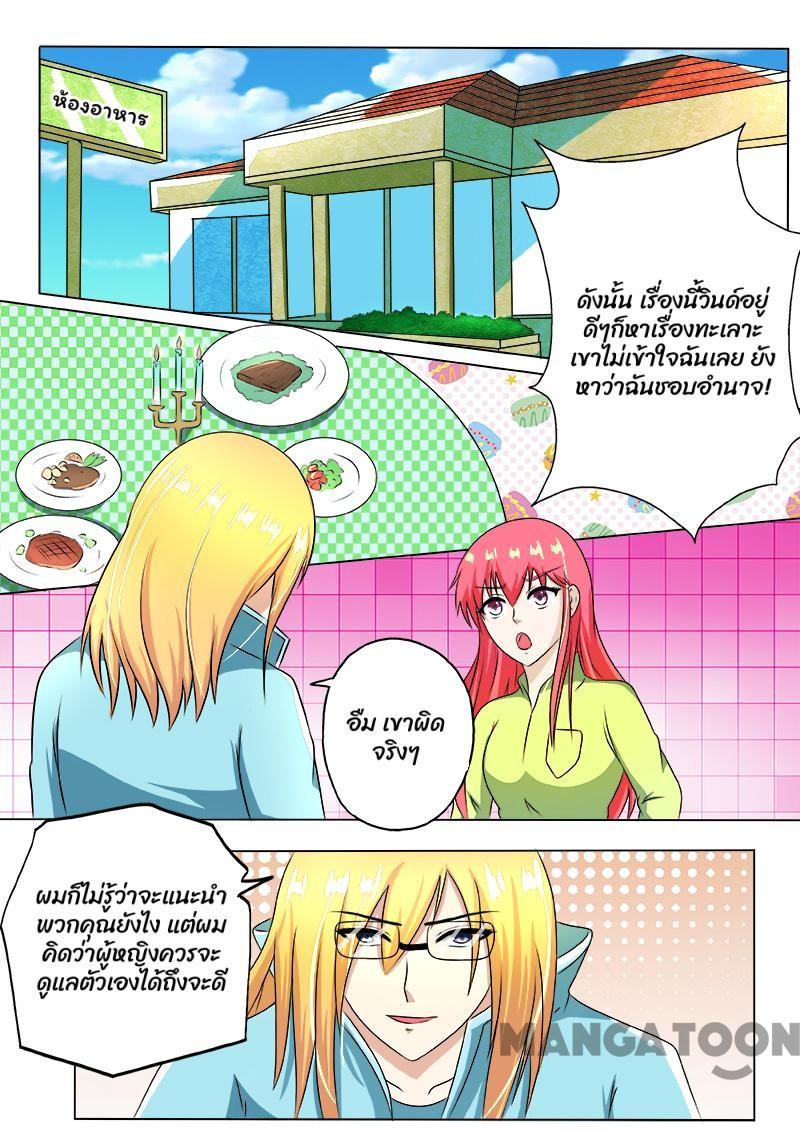 ห้องอาหาร
ดังนั้น เรื่องนี้วินด์อยู่
ดีๆก็หาเรื่องทะเลาะ
เขาไม่เข้าใจฉันเลย ยัง
หาว่าฉันชอบอำนาจ!
อืม เขาผิด
จริงๆ
ผมก็ไม่รู้ว่าจะแนะนำ
พวกคุณยังไง แต่ผม
คิดว่าผู้หญิงควรจะ
ดูแลตัวเองได้ถึงจะดี
MANGATOON